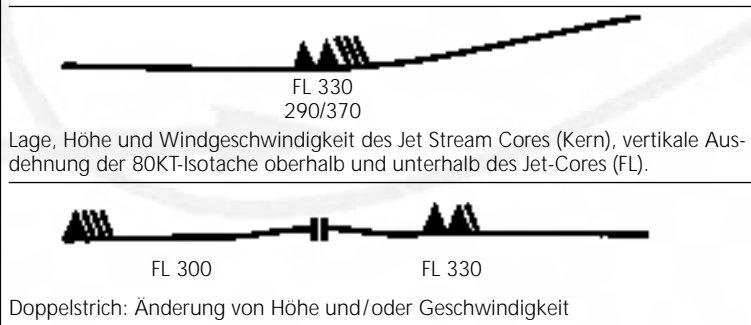 FL 330
290/370
Lage, Höhe und Windgeschwindigkeit des Jet Stream Cores (Kern), vertikale Aus-
dehnung der 80KT-Isotache oberhalb und unterhalb des Jet-Cores (FL).
FL 300 FL 330
Doppelstrich: Änderung von Höhe und/oder Geschwindigkeit